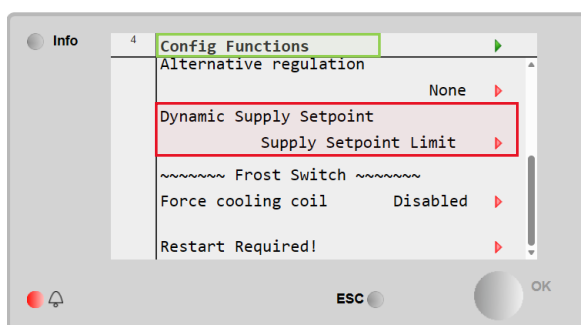 Info
4
Config Functions
Alternative regulation
None
Dynamic Supply Setpoint
Supply Setpoint Limit
~~~~~~~ Frost Switch ~~~~~~~
Force cooling coil Disabled
Restart Required!
ESC
OK